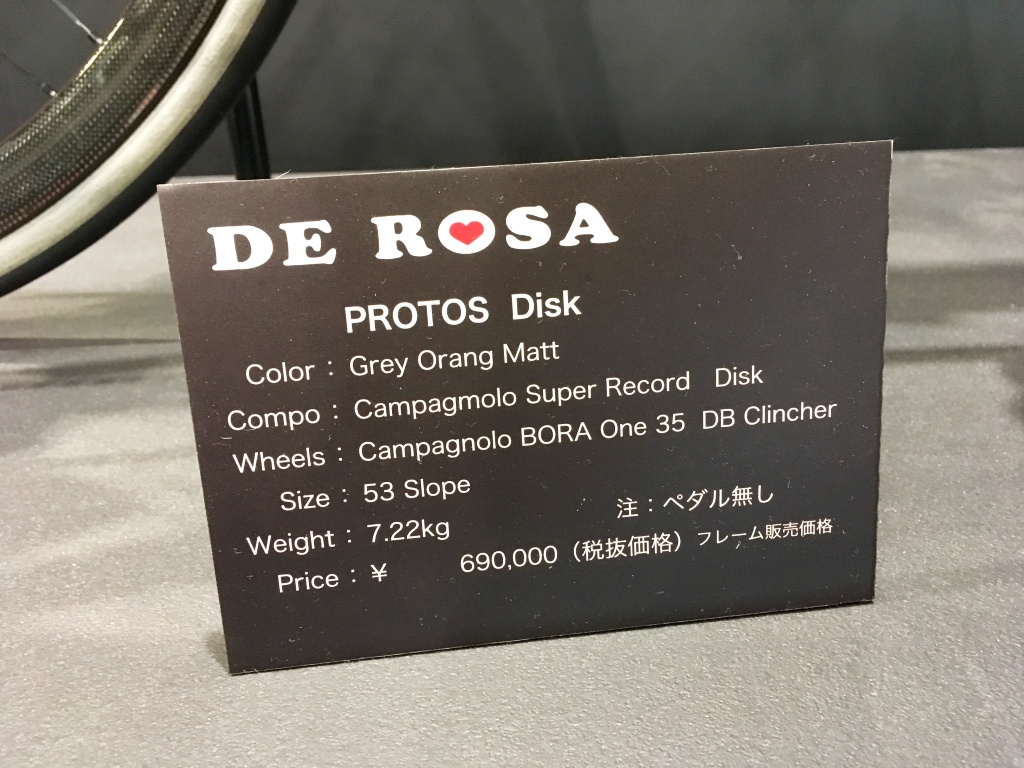 DE ROSA
PROTOS Disk
Color : Grey Orang Matt
Compo : Campagmolo Super Record Disk
Wheels : Campagnolo BORA One 35 DB Clincher
Size : 53 Slope
Weight : 7.22kg 注：ペダル無し
Price : ¥ 690,000（税抜価格）フレーム販売価格